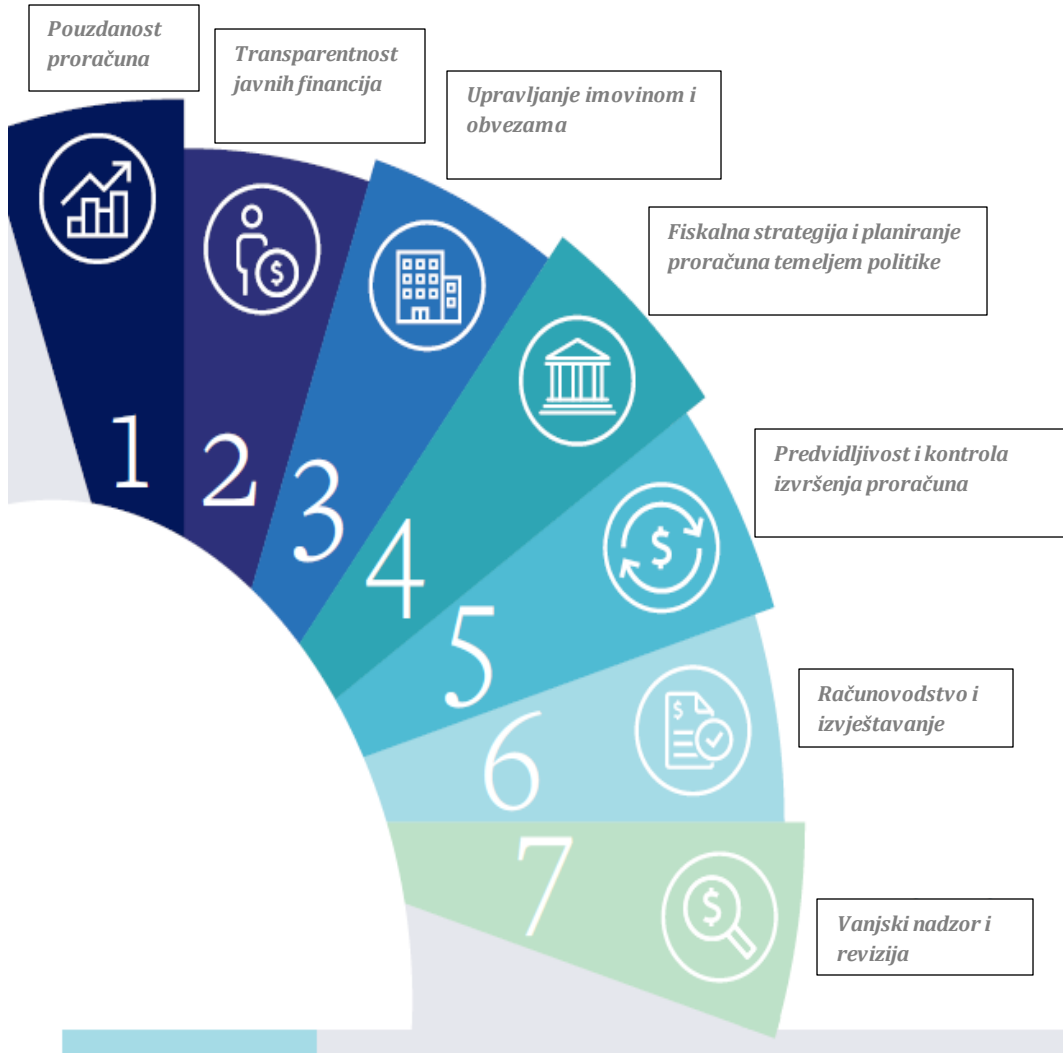 Pouzdanost
proračuna
Transparentnost
javnih financija
Upravljanje imovinom i
obvezama
Fiskalna strategija i planiranje
proračuna temeljem politike
Predvidljivost i kontrola
izvršenja proračuna
Računovodstvo i
izvještavanje
Vanjski nadzor i
revizija
1
2
3
4
5
6
7
$
$
$
$